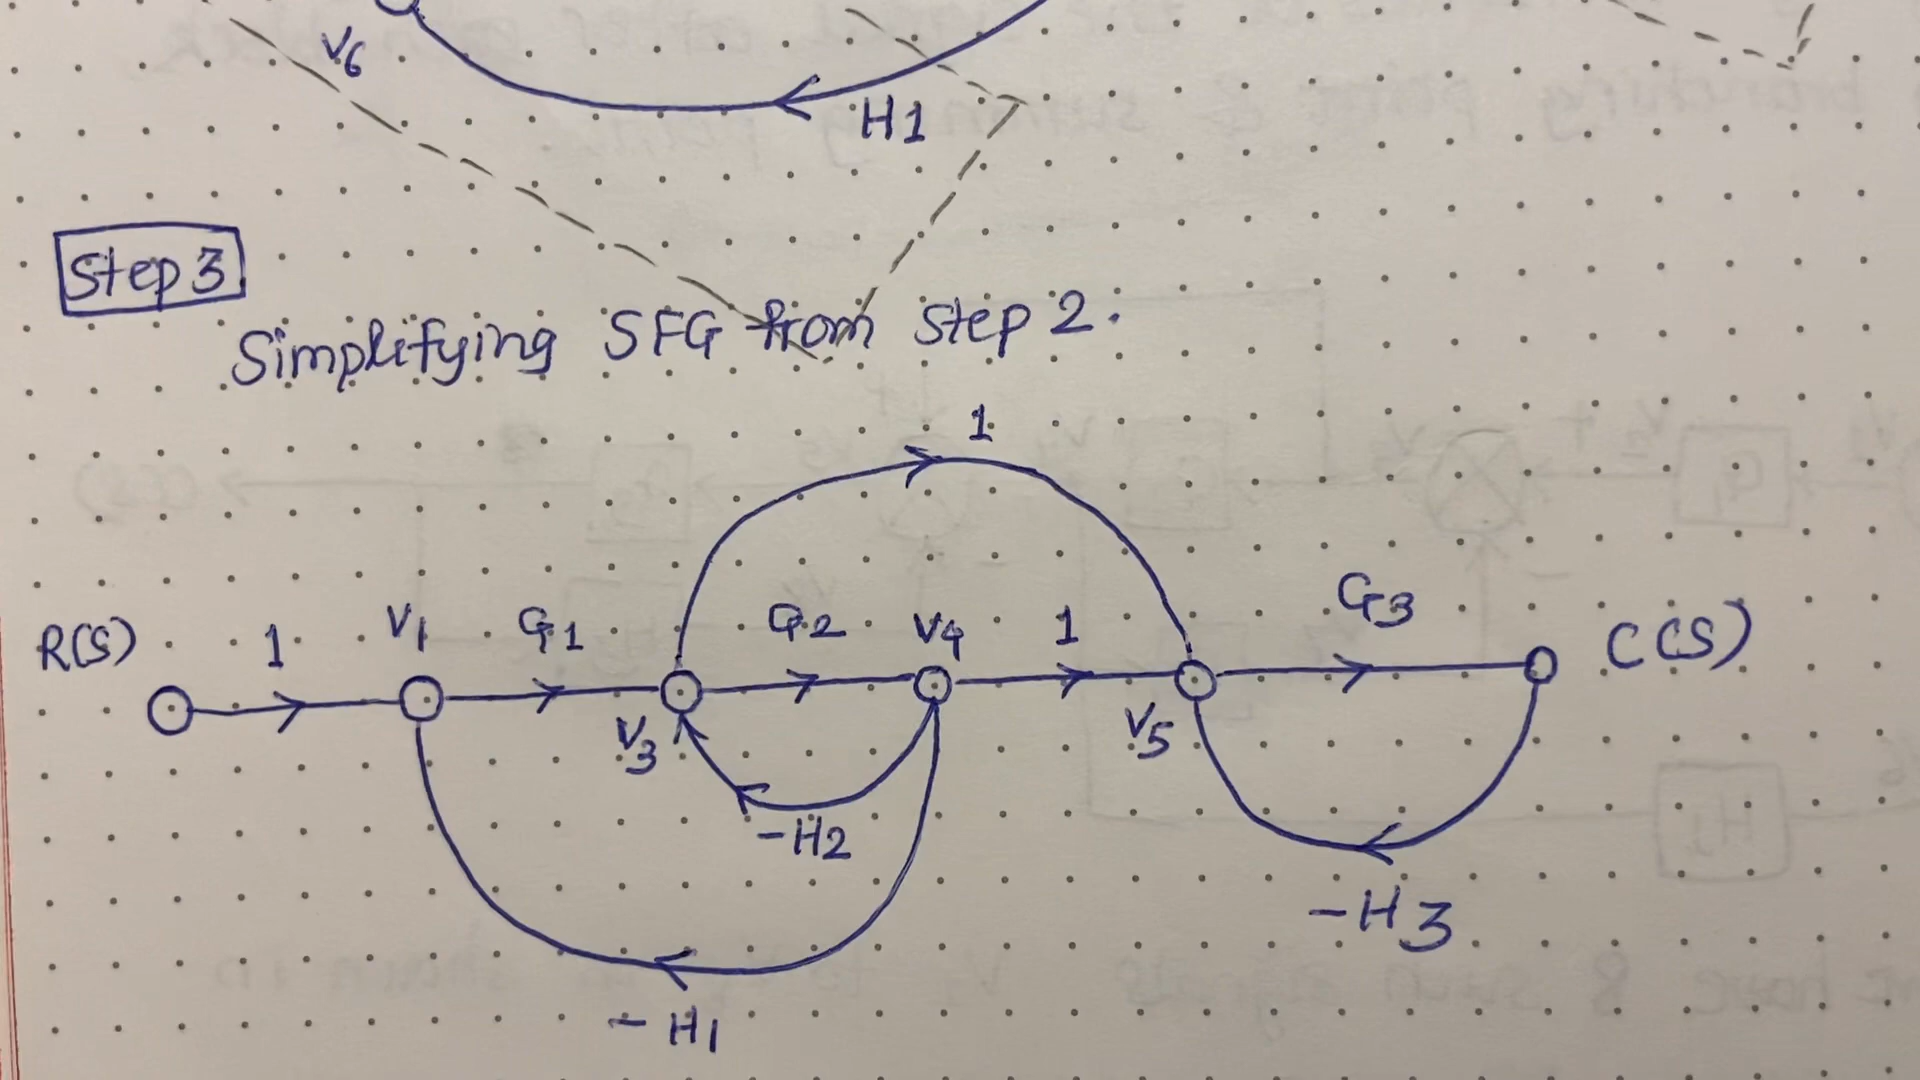 V6
H1
Step 3
Simplifying SFG from Step 2.
1
R(S) 1 V1 G1 G2 V4 1 G3 C(S)
V3 V5
-H2
-H3
-H1